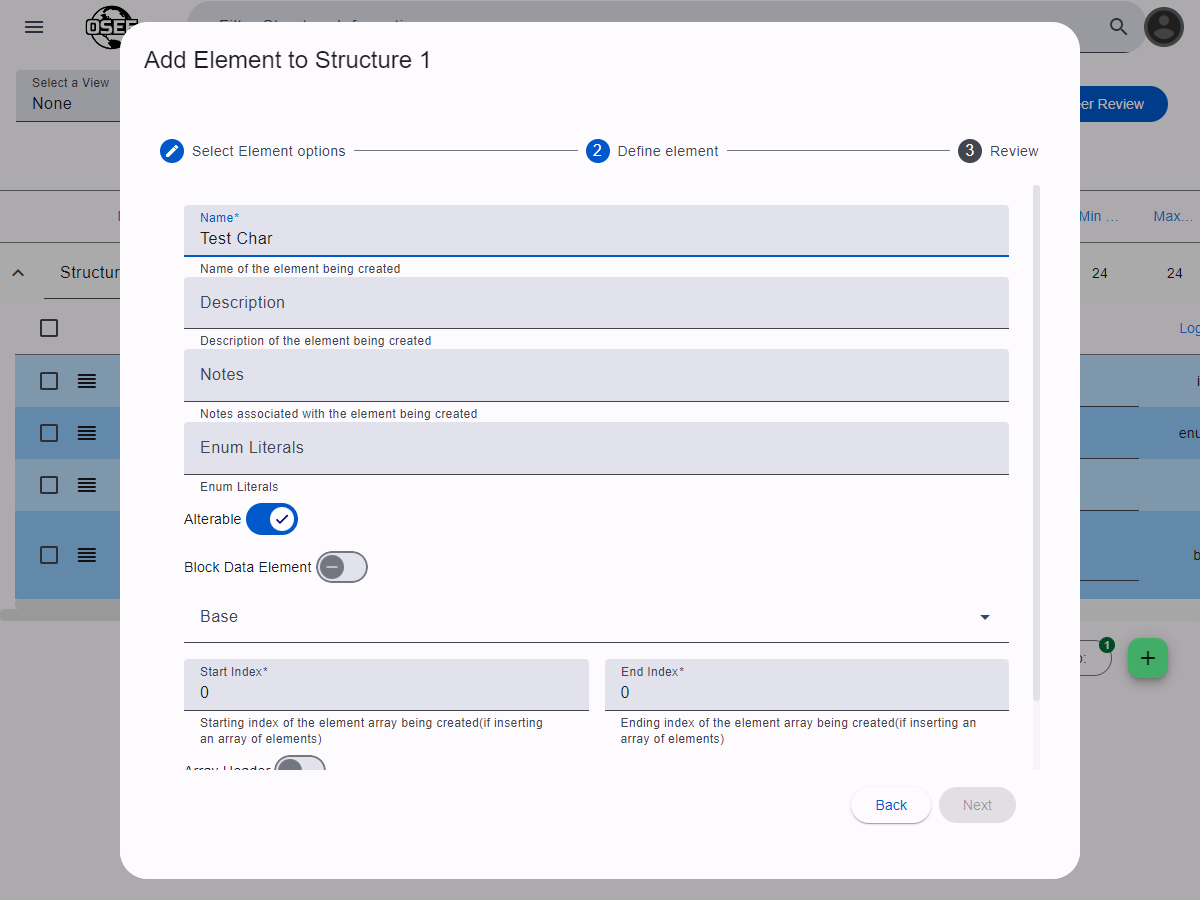 OSEE
Add Element to Structure 1
Select a View
None
er Review
Select Element options
2 Define element
3 Review
Min ...
Max...
Name*
Test Char
Name of the element being created
Structur
24
24
Description
Description of the element being created
Log
Notes
Notes associated with the element being created
Enum Literals
enu
Enum Literals
Alterable
Block Data Element
b
Base
1
Start Index*
0
End Index*
0
Starting index of the element array being created(if inserting
an array of elements)
Ending index of the element array being created(if inserting an
array of elements)
Array Header
Back
Next